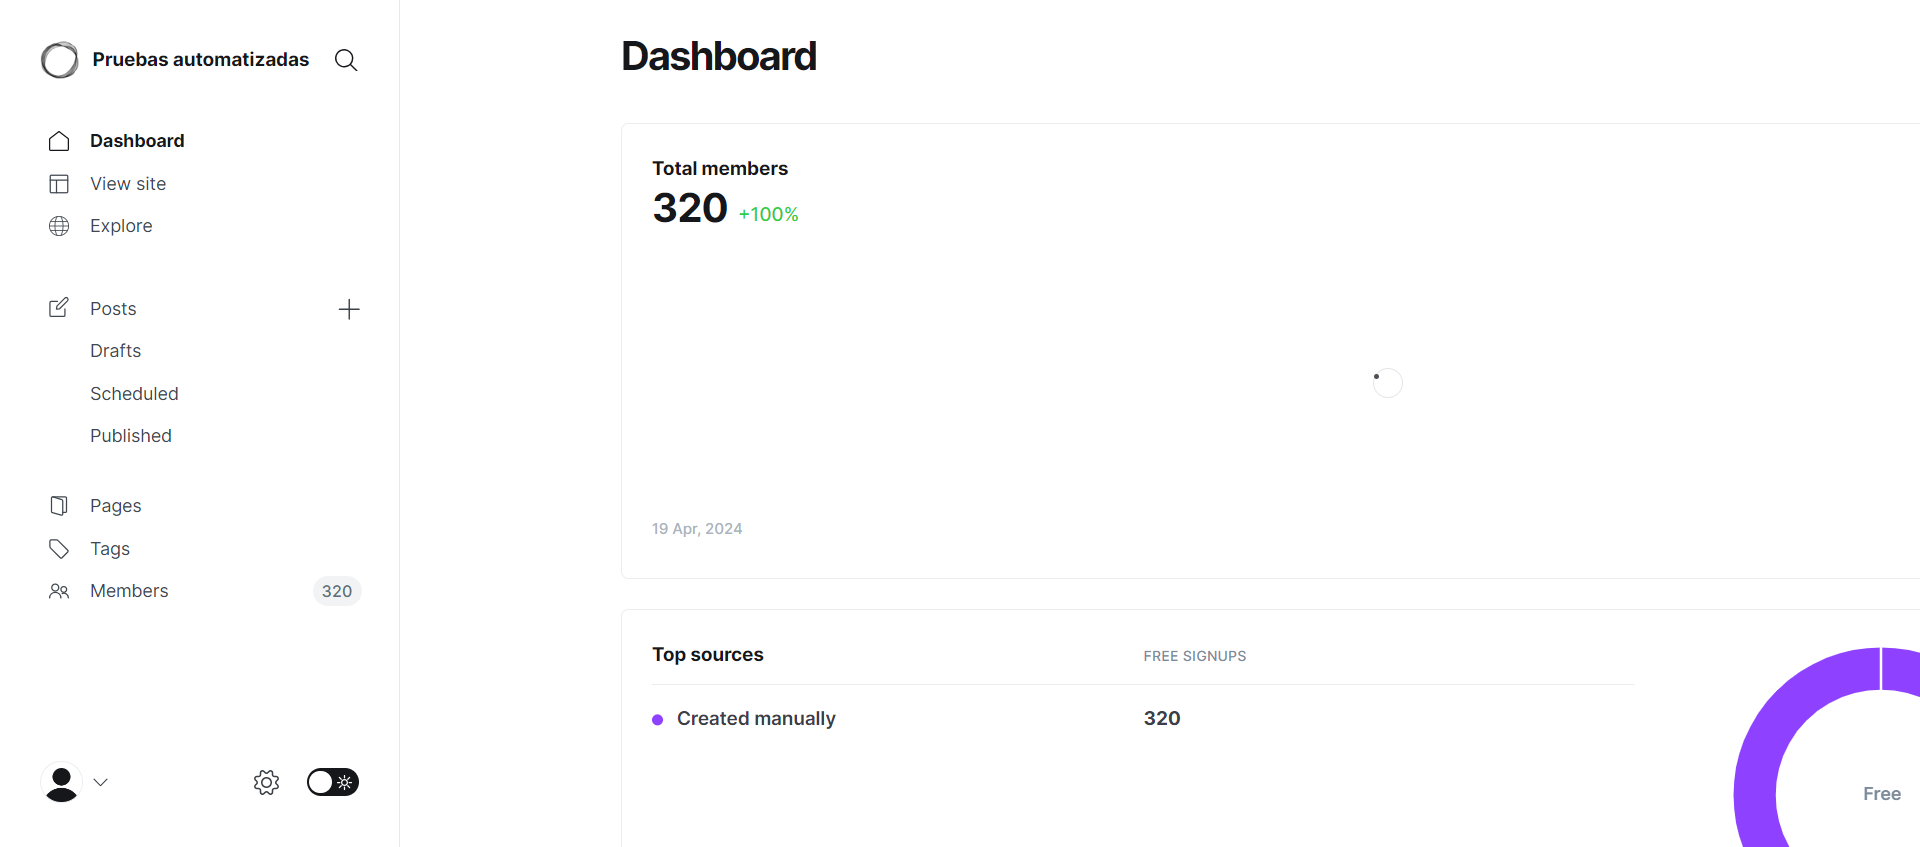 Pruebas automatizadas
Dashboard
View site
Explore
Posts
Drafts
Scheduled
Published
Pages
Tags
Members 320
Dashboard
Total members
320 +100%
19 Apr, 2024
Top sources FREE SIGNUPS
Created manually 320
Free